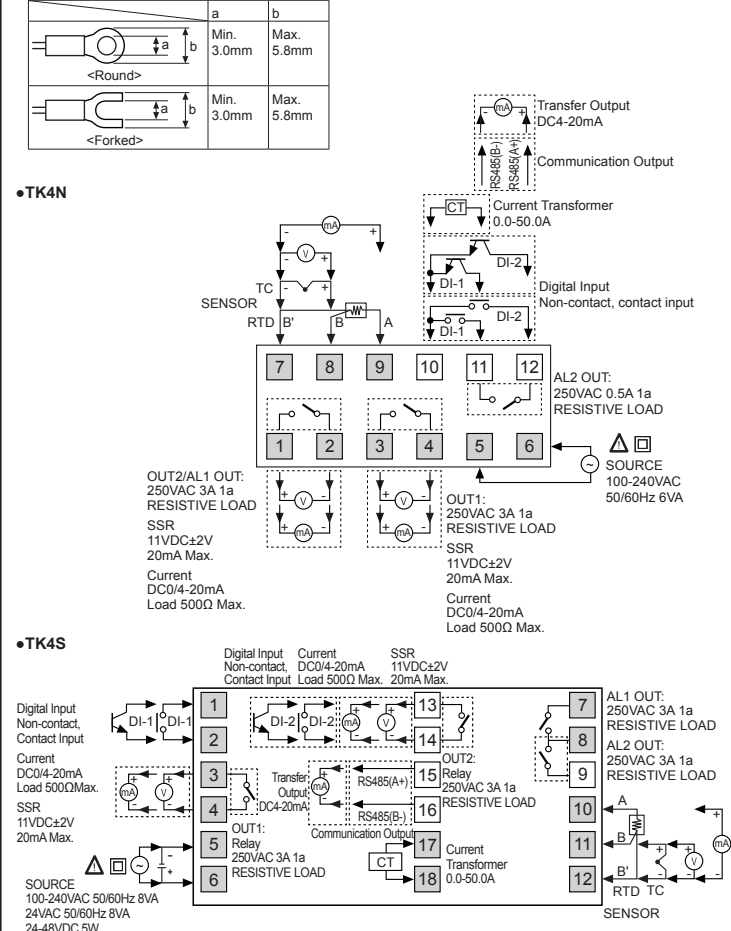 a b
Min. 3.0mm
Max. 5.8mm
a b
<Round>
Min. 3.0mm
Max. 5.8mm
a b
<Forked>
- mA +
Transfer Output
DC4-20mA
RS485(B-)
RS485(A+)
Communication Output
●TK4N
CT
Current Transformer
0.0-50.0A
- mA +
- V +
TC - +
SENSOR
RTD B' B A
DI-1
DI-2
DI-1
DI-2
Digital Input
Non-contact, contact input
7 8 9 10 11 12
AL2 OUT:
250VAC 0.5A 1a
RESISTIVE LOAD
1 2 3 4 5 6
SOURCE
100-240VAC
50/60Hz 6VA
+ V -
+ mA -
+ V -
+ mA -
OUT2/AL1 OUT:
250VAC 3A 1a
RESISTIVE LOAD
SSR
11VDC±2V
20mA Max.
Current
DC0/4-20mA
Load 500Ω Max.
OUT1:
250VAC 3A 1a
RESISTIVE LOAD
SSR
11VDC±2V
20mA Max.
Current
DC0/4-20mA
Load 500Ω Max.
●TK4S
Digital Input
Non-contact,
Contact Input
Current
DC0/4-20mA
Load 500Ω Max.
SSR
11VDC±2V
20mA Max.
Digital Input
Non-contact,
Contact Input
DI-1 DI-1
1
2
Current
DC0/4-20mA
Load 500ΩMax.
SSR
11VDC±2V
20mA Max.
+ mA -
+ V -
3
4
OUT1:
Relay
250VAC 3A 1a
RESISTIVE LOAD
5
6
- +
SOURCE
100-240VAC 50/60Hz 8VA
24VAC 50/60Hz 8VA
24-48VDC 5W
DI-2 DI-2
+ mA -
+ V -
13
14
OUT2:
Relay
250VAC 3A 1a
RESISTIVE LOAD
Transfer
Output
DC4-20mA
+ mA -
RS485(A+)
15
RS485(B-)
16
Communication Output
CT
17
18
Current
Transformer
0.0-50.0A
7
8
9
10
11
12
AL1 OUT:
250VAC 3A 1a
RESISTIVE LOAD
AL2 OUT:
250VAC 3A 1a
RESISTIVE LOAD
A
B
B'
RTD TC
+ -
+ V -
+ mA -
SENSOR